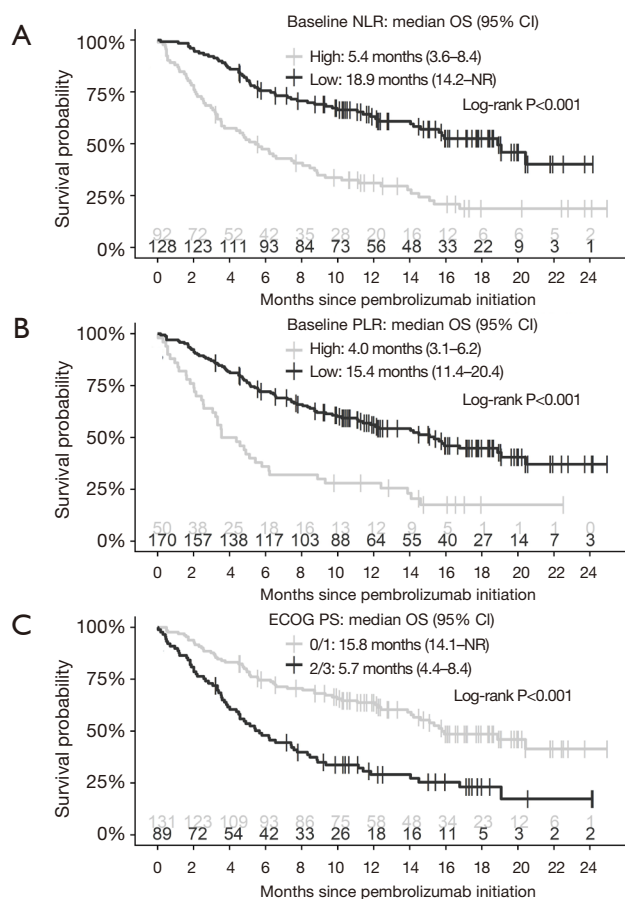 A
Baseline NLR: median OS (95% CI)
High: 5.4 months (3.6–8.4)
Low: 18.9 months (14.2–NR)
Log-rank P<0.001
Survival probability
100%
75%
50%
25%
0%
92 72 52 42 35 28 20 16 12 6 6 5 2
128 123 111 93 84 73 56 48 33 22 9 3 1
0 2 4 6 8 10 12 14 16 18 20 22 24
Months since pembrolizumab initiation
B
Baseline PLR: median OS (95% CI)
High: 4.0 months (3.1–6.2)
Low: 15.4 months (11.4–20.4)
Log-rank P<0.001
Survival probability
100%
75%
50%
25%
0%
50 38 25 18 16 13 12 9 5 1 1 1 0
170 157 138 117 103 88 64 55 40 27 14 7 3
0 2 4 6 8 10 12 14 16 18 20 22 24
Months since pembrolizumab initiation
C
ECOG PS: median OS (95% CI)
0/1: 15.8 months (14.1–NR)
2/3: 5.7 months (4.4–8.4)
Log-rank P<0.001
Survival probability
100%
75%
50%
25%
0%
131 123 109 93 86 75 58 48 34 23 12 6 1
89 72 54 42 33 26 18 16 11 5 3 2 2
0 2 4 6 8 10 12 14 16 18 20 22 24
Months since pembrolizumab initiation